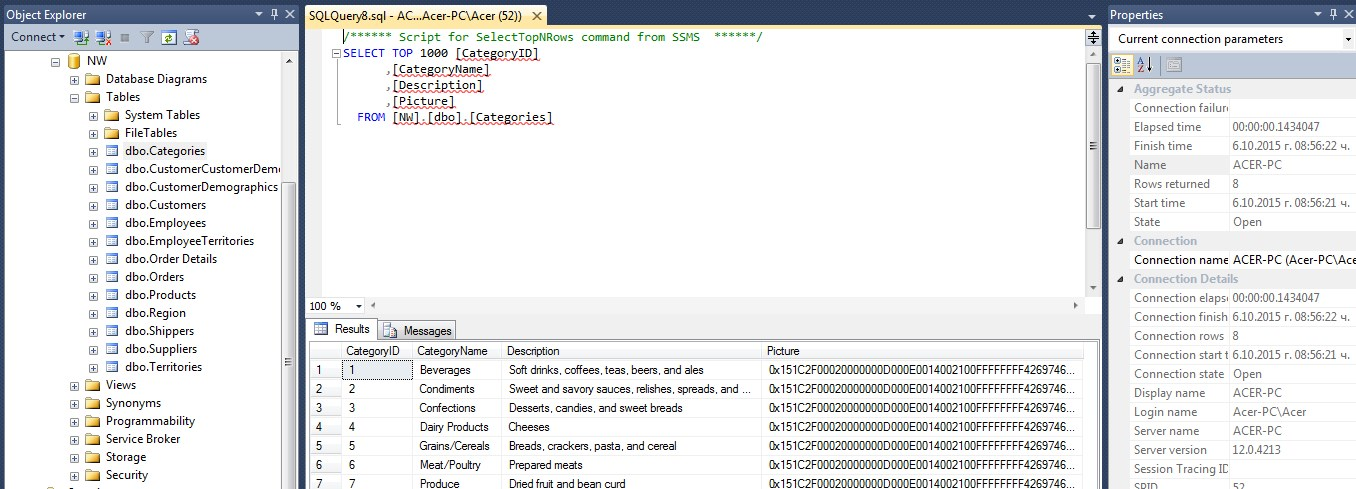 Object Explorer
Connect
NW
Database Diagrams
Tables
System Tables
FileTables
dbo.Categories
dbo.CustomerCustomerDem
dbo.CustomerDemographics
dbo.Customers
dbo.Employees
dbo.EmployeeTerritories
dbo.Order Details
dbo.Orders
dbo.Products
dbo.Region
dbo.Shippers
dbo.Suppliers
dbo.Territories
Views
Synonyms
Programmability
Service Broker
Storage
Security
SQLQuery8.sql - AC...Acer-PC\Acer (52))
/****** Script for SelectTopNRows command from SSMS ******/
SELECT TOP 1000 [CategoryID]
,[CategoryName]
,[Description]
,[Picture]
FROM [NW].[dbo].[Categories]
100 %
Results Messages
CategoryID CategoryName Description Picture
1 1 Beverages Soft drinks, coffees, teas, beers, and ales 0x151C2F00020000000D000E0014002100FFFFFFFF4269746...
2 2 Condiments Sweet and savory sauces, relishes, spreads, and ... 0x151C2F00020000000D000E0014002100FFFFFFFF4269746...
3 3 Confections Desserts, candies, and sweet breads 0x151C2F00020000000D000E0014002100FFFFFFFF4269746...
4 4 Dairy Products Cheeses 0x151C2F00020000000D000E0014002100FFFFFFFF4269746...
5 5 Grains/Cereals Breads, crackers, pasta, and cereal 0x151C2F00020000000D000E0014002100FFFFFFFF4269746...
6 6 Meat/Poultry Prepared meats 0x151C2F00020000000D000E0014002100FFFFFFFF4269746...
7 7 Produce Dried fruit and bean curd 0x151C2F00020000000D000E0014002100FFFFFFFF4269746...
Properties
Current connection parameters
Aggregate Status
Connection failur
Elapsed time 00:00:00.1434047
Finish time 6.10.2015 г. 08:56:22 ч.
Name ACER-PC
Rows returned 8
Start time 6.10.2015 г. 08:56:21 ч.
State Open
Connection
Connection name ACER-PC (Acer-PC\Ace
Connection Details
Connection elaps 00:00:00.1434047
Connection finish 6.10.2015 г. 08:56:22 ч.
Connection rows 8
Connection start t 6.10.2015 г. 08:56:21 ч.
Connection state Open
Display name ACER-PC
Login name Acer-PC\Acer
Server name ACER-PC
Server version 12.0.4213
Session Tracing ID
SPID 52